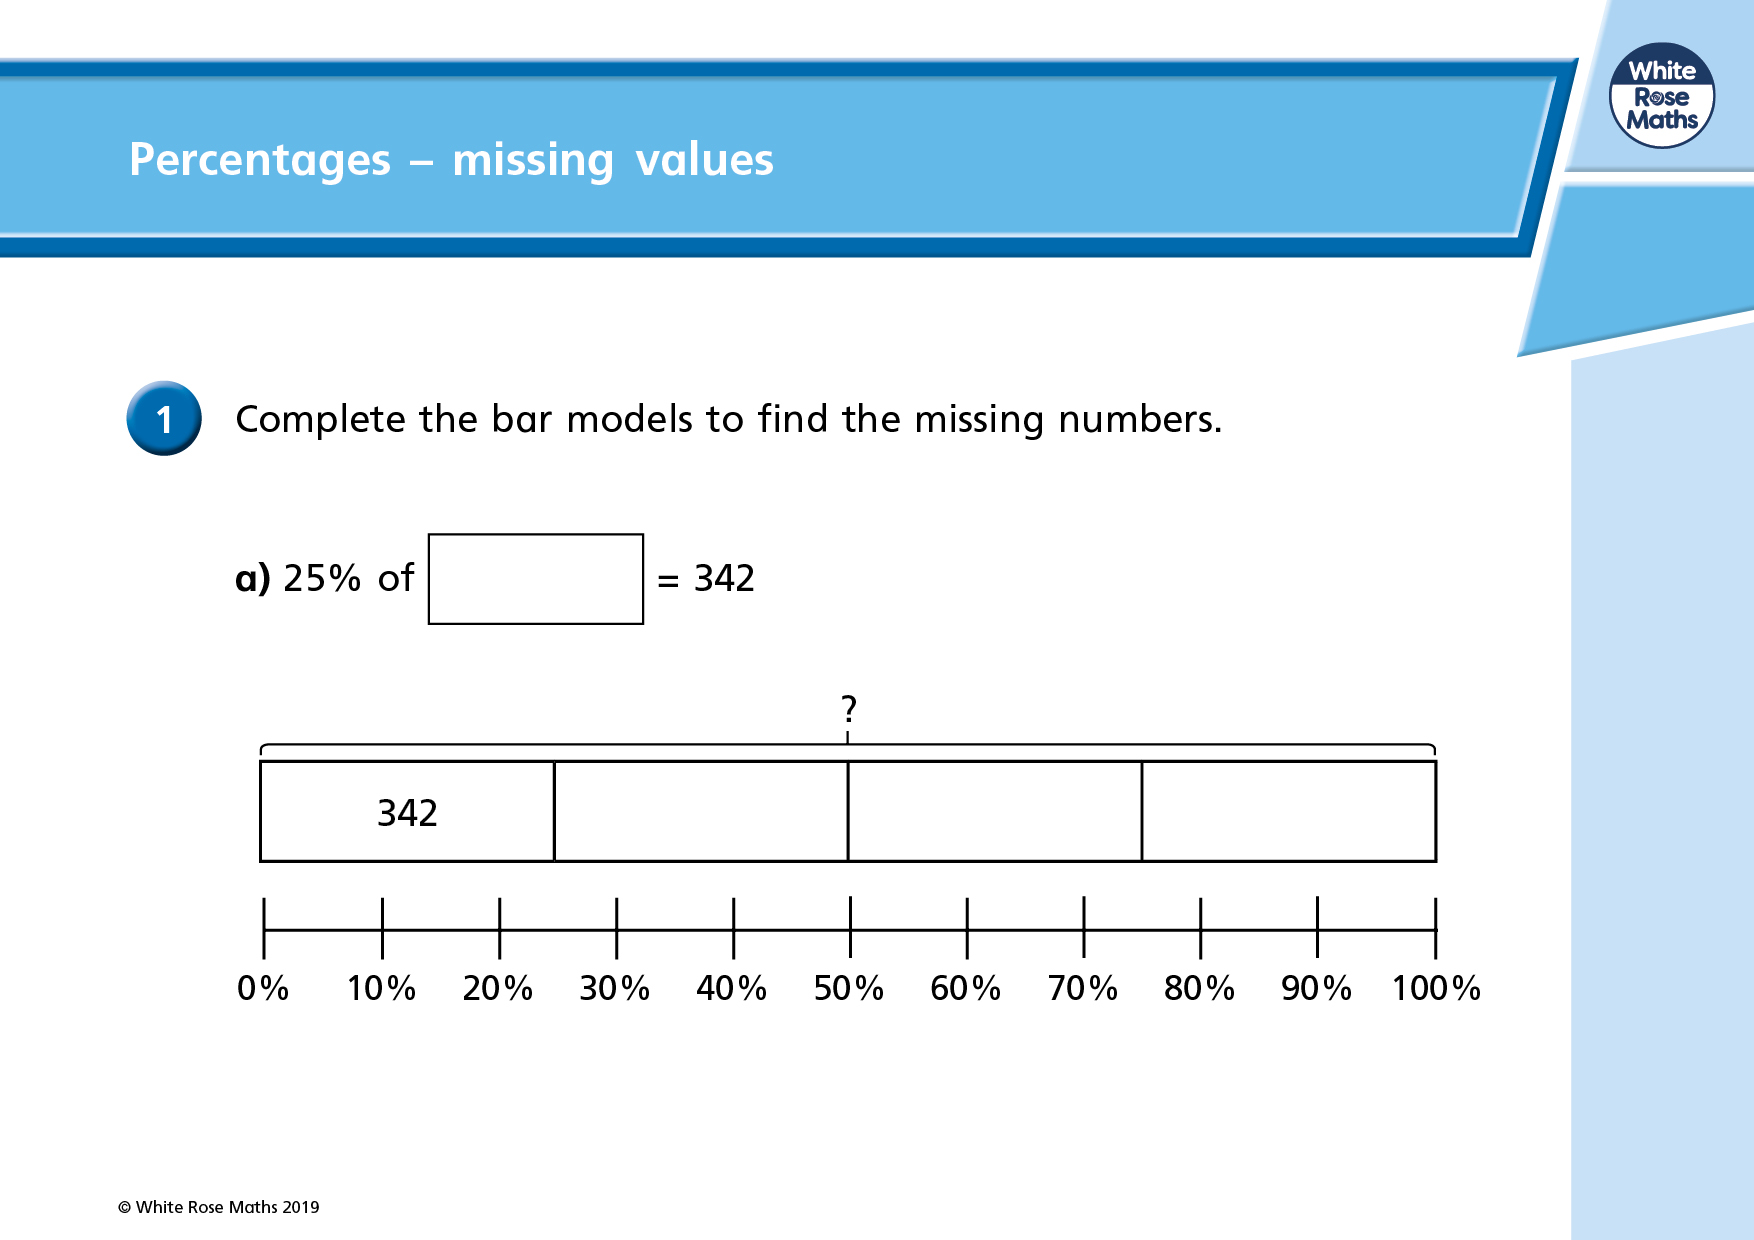 White
Rose
Maths
Percentages – missing values
1 Complete the bar models to find the missing numbers.
a) 25% of = 342
?
342
0% 10% 20% 30% 40% 50% 60% 70% 80% 90% 100%
© White Rose Maths 2019